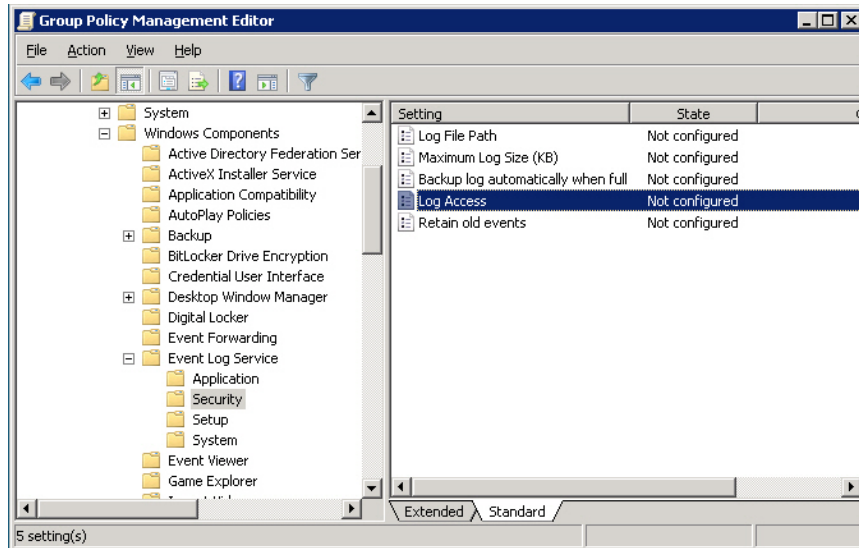 Group Policy Management Editor
File Action View Help
System
Windows Components
Active Directory Federation Ser
ActiveX Installer Service
Application Compatibility
AutoPlay Policies
Backup
BitLocker Drive Encryption
Credential User Interface
Desktop Window Manager
Digital Locker
Event Forwarding
Event Log Service
Application
Security
Setup
System
Event Viewer
Game Explorer
Setting State
Log File Path Not configured
Maximum Log Size (KB) Not configured
Backup log automatically when full Not configured
Log Access Not configured
Retain old events Not configured
Extended Standard
5 setting(s)